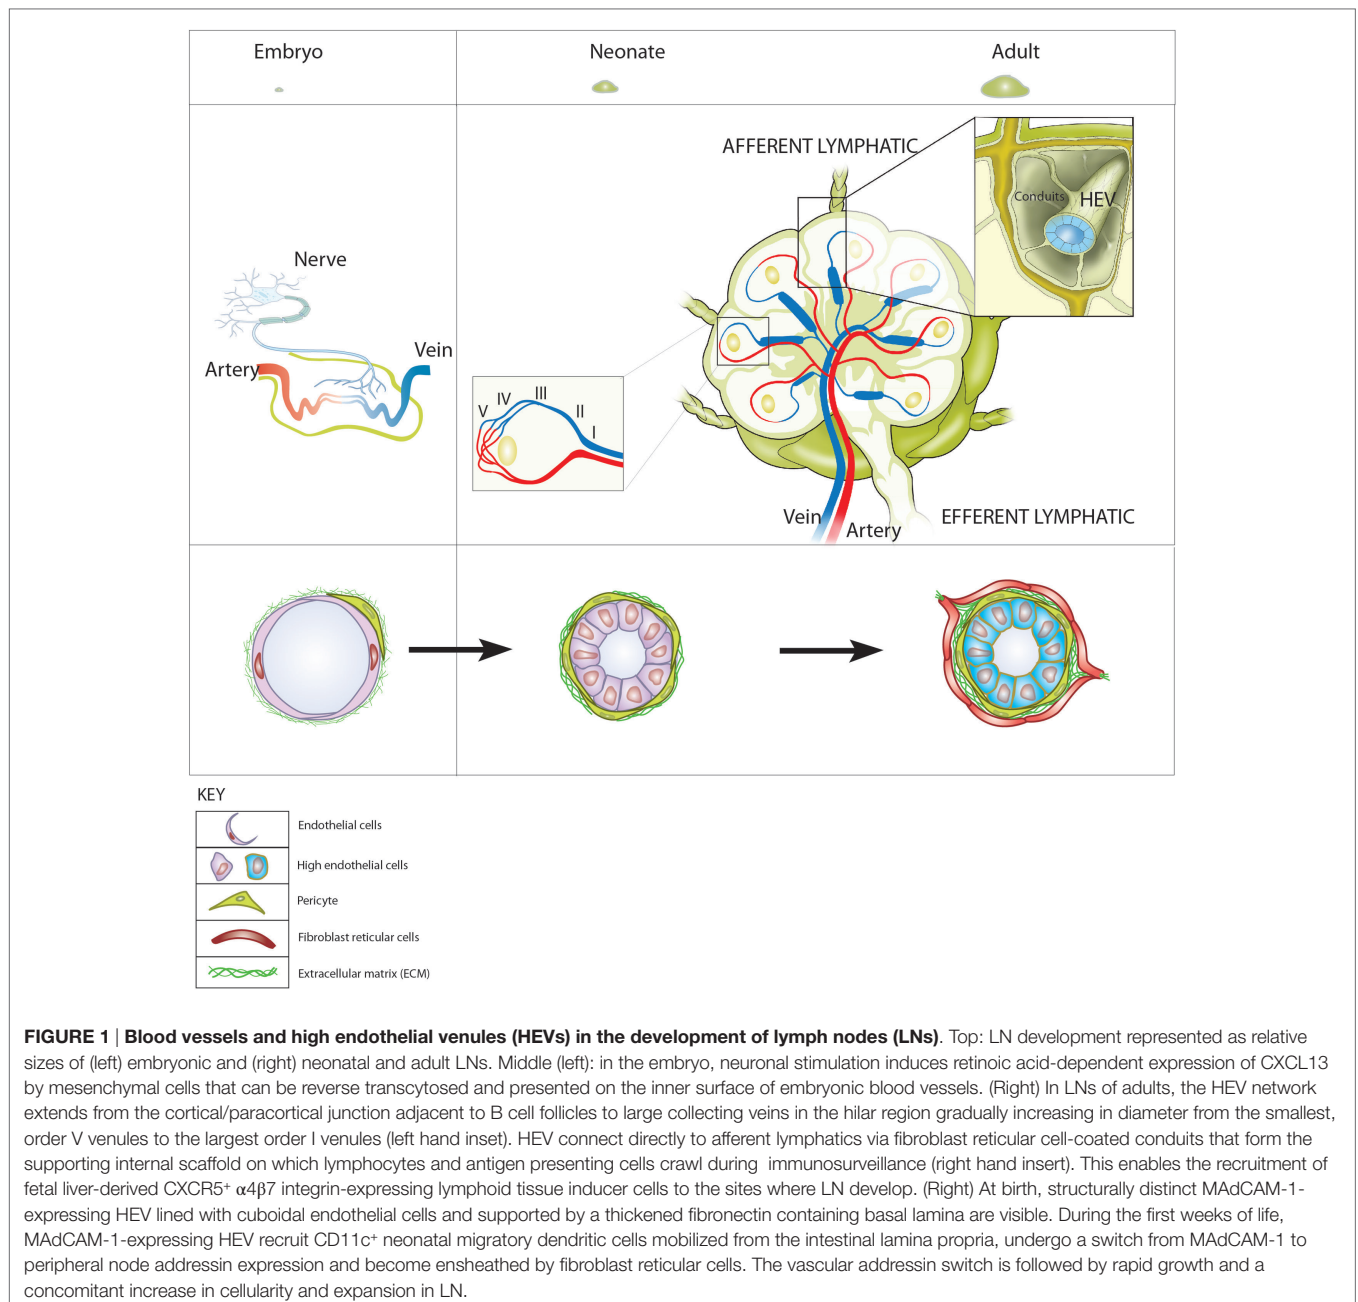 Embryo
Neonate
Adult
AFFERENT LYMPHATIC
Conduits
HEV
Nerve
Artery
Vein
V
IV
III
II
I
Vein
Artery
EFFERENT LYMPHATIC
KEY
Endothelial cells
High endothelial cells
Pericyte
Fibroblast reticular cells
Extracellular matrix (ECM)
FIGURE 1 | Blood vessels and high endothelial venules (HEVs) in the development of lymph nodes (LNs). Top: LN development represented as relative
sizes of (left) embryonic and (right) neonatal and adult LNs. Middle (left): in the embryo, neuronal stimulation induces retinoic acid-dependent expression of CXCL13
by mesenchymal cells that can be reverse transcytosed and presented on the inner surface of embryonic blood vessels. (Right) In LNs of adults, the HEV network
extends from the cortical/paracortical junction adjacent to B cell follicles to large collecting veins in the hilar region gradually increasing in diameter from the smallest,
order V venules to the largest order I venules (left hand inset). HEV connect directly to afferent lymphatics via fibroblast reticular cell-coated conduits that form the
supporting internal scaffold on which lymphocytes and antigen presenting cells crawl during immunosurveillance (right hand insert). This enables the recruitment of
fetal liver-derived CXCR5⁺ α4β7 integrin-expressing lymphoid tissue inducer cells to the sites where LN develop. (Right) At birth, structurally distinct MAdCAM-1-
expressing HEV lined with cuboidal endothelial cells and supported by a thickened fibronectin containing basal lamina are visible. During the first weeks of life,
MAdCAM-1-expressing HEV recruit CD11c⁺ neonatal migratory dendritic cells mobilized from the intestinal lamina propria, undergo a switch from MAdCAM-1 to
peripheral node addressin expression and become ensheathed by fibroblast reticular cells. The vascular addressin switch is followed by rapid growth and a
concomitant increase in cellularity and expansion in LN.